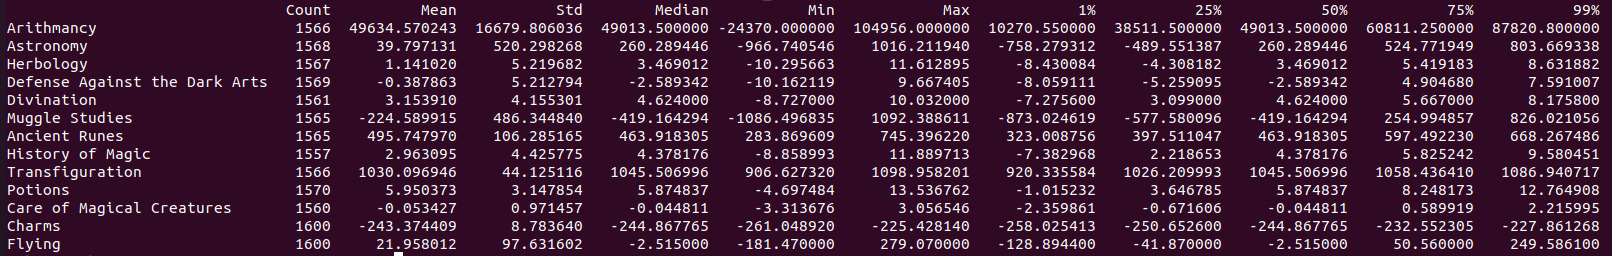 Count Mean Std Median Min Max 1% 25% 50% 75% 99%
Arithmancy 1566 49634.570243 16679.806036 49013.500000 -24370.000000 104956.000000 10270.550000 38511.500000 49013.500000 60811.250000 87820.800000
Astronomy 1568 39.797131 520.298268 260.289446 -966.740546 1016.211940 -758.279312 -489.551387 260.289446 524.771949 803.669338
Herbology 1567 1.141020 5.219682 3.469012 -10.295663 11.612895 -8.430084 -4.308182 3.469012 5.419183 8.631882
Defense Against the Dark Arts 1569 -0.387863 5.212794 -2.589342 -10.162119 9.667405 -8.059111 -5.259095 -2.589342 4.904680 7.591007
Divination 1561 3.153910 4.155301 4.624000 -8.727000 10.032000 -7.275600 3.099000 4.624000 5.667000 8.175800
Muggle Studies 1565 -224.589915 486.344840 -419.164294 -1086.496835 1092.388611 -873.024619 -577.580096 -419.164294 254.994857 826.021056
Ancient Runes 1565 495.747970 106.285165 463.918305 283.869609 745.396220 323.008756 397.511047 463.918305 597.492230 668.267486
History of Magic 1557 2.963095 4.425775 4.378176 -8.858993 11.889713 -7.382968 2.218653 4.378176 5.825242 9.580451
Transfiguration 1566 1030.096946 44.125116 1045.506996 906.627320 1098.958201 920.335584 1026.209993 1045.506996 1058.436410 1086.940717
Potions 1570 5.950373 3.147854 5.874837 -4.697484 13.536762 -1.015232 3.646785 5.874837 8.248173 12.764908
Care of Magical Creatures 1560 -0.053427 0.971457 -0.044811 -3.313676 3.056546 -2.359861 -0.671606 -0.044811 0.589919 2.215995
Charms 1600 -243.374409 8.783640 -244.867765 -261.048920 -225.428140 -258.025413 -250.652600 -244.867765 -232.552305 -227.861268
Flying 1600 21.958012 97.631602 -2.515000 -181.470000 279.070000 -128.894400 -41.870000 -2.515000 50.560000 249.586100